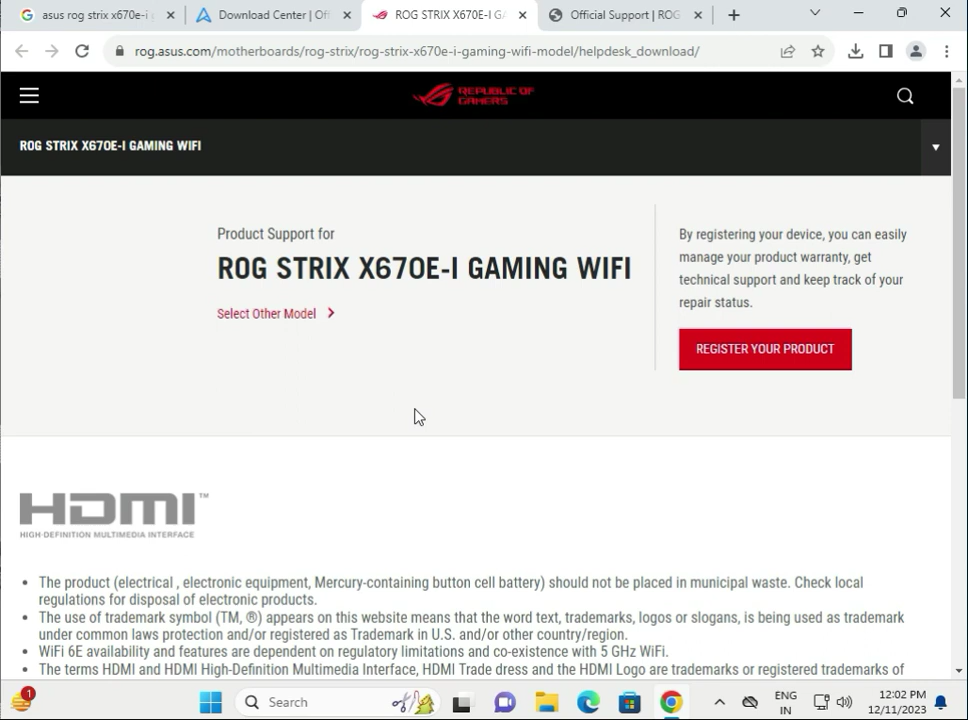 asus rog strix x670e-i
Download Center | Off
ROG STRIX X670E-I GA
Official Support | ROG
rog.asus.com/motherboards/rog-strix/rog-strix-x670e-i-gaming-wifi-model/helpdesk_download/
REPUBLIC OF
GAMERS
ROG STRIX X670E-I GAMING WIFI
Product Support for
ROG STRIX X670E-I GAMING WIFI
Select Other Model
By registering your device, you can easily
manage your product warranty, get
technical support and keep track of your
repair status.
REGISTER YOUR PRODUCT
HDMI™
HIGH-DEFINITION MULTIMEDIA INTERFACE
• The product (electrical , electronic equipment, Mercury-containing button cell battery) should not be placed in municipal waste. Check local
regulations for disposal of electronic products.
• The use of trademark symbol (TM, ®) appears on this website means that the word text, trademarks, logos or slogans, is being used as trademark
under common laws protection and/or registered as Trademark in U.S. and/or other country/region.
• WiFi 6E availability and features are dependent on regulatory limitations and co-existence with 5 GHz WiFi.
• The terms HDMI and HDMI High-Definition Multimedia Interface, HDMI Trade dress and the HDMI Logo are trademarks or registered trademarks of
1
Search
ENG
IN
12:02 PM
12/11/2023